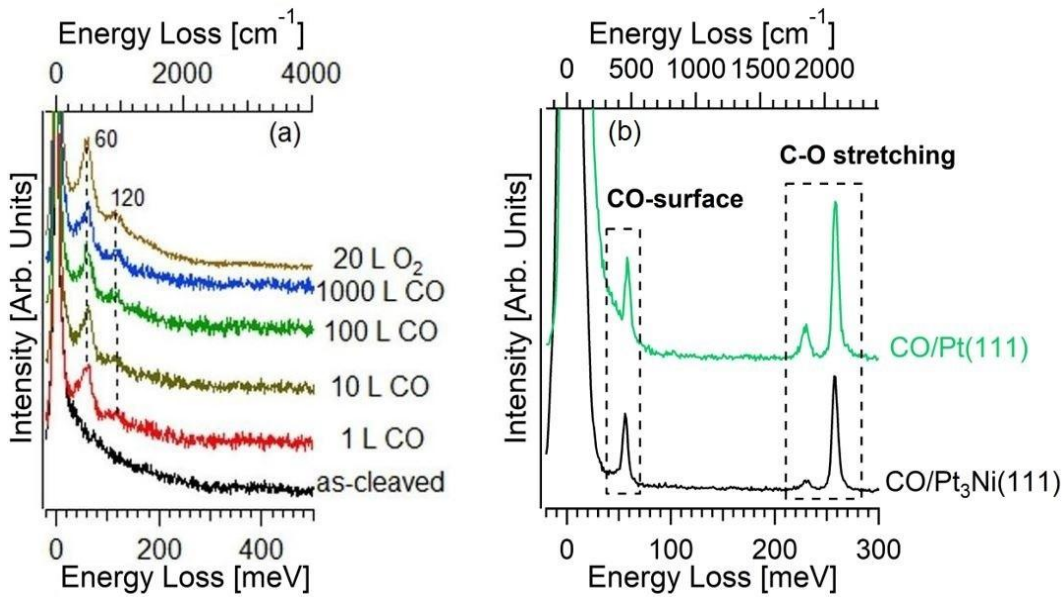 Energy Loss [cm⁻¹]
0 2000 4000
(a)
60
120
20 L O₂
1000 L CO
100 L CO
10 L CO
1 L CO
as-cleaved
Intensity [Arb. Units]
0 200 400
Energy Loss [meV]
Energy Loss [cm⁻¹]
0 500 1000 1500 2000
(b)
C-O stretching
CO-surface
CO/Pt(111)
CO/Pt₃Ni(111)
Intensity [Arb. Units]
0 100 200 300
Energy Loss [meV]